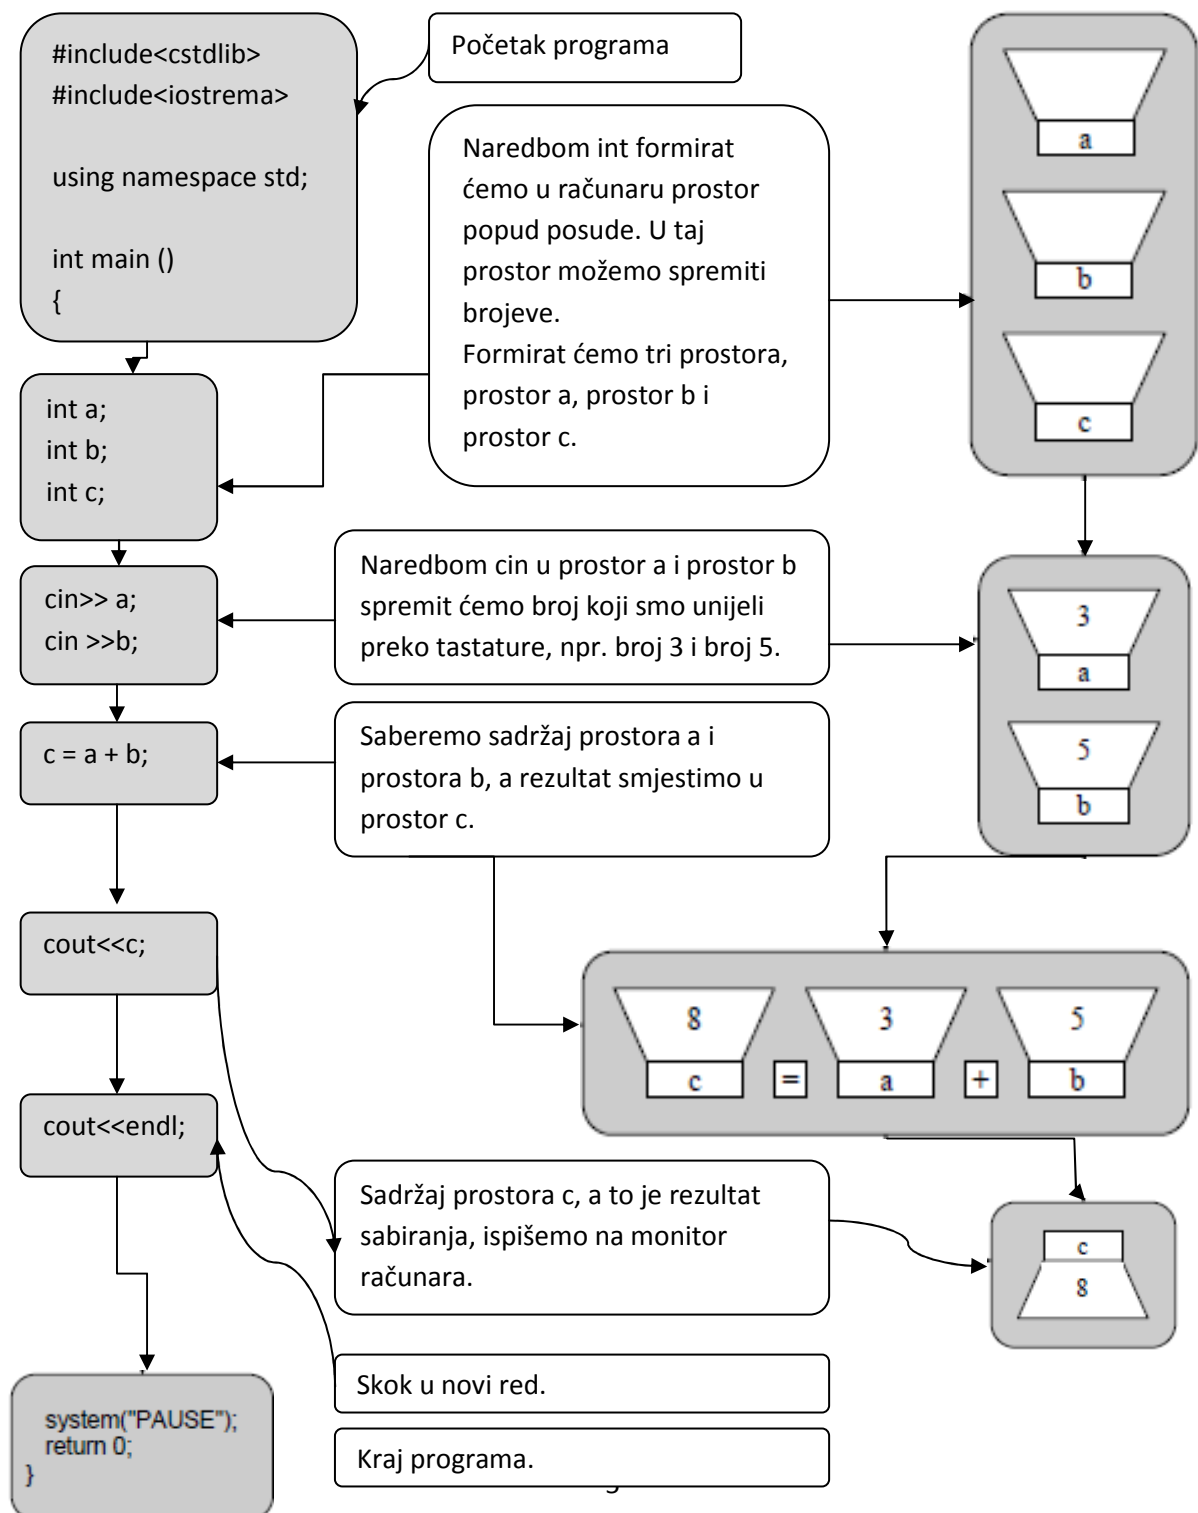 #include<cstdlib>
#include<iostrema>
using namespace std;
int main ()
{
Početak programa
Naredbom int formirat
ćemo u računaru prostor
popud posude. U taj
prostor možemo spremiti
brojeve.
Formirat ćemo tri prostora,
prostor a, prostor b i
prostor c.
a
b
c
int a;
int b;
int c;
cin>> a;
cin >>b;
Naredbom cin u prostor a i prostor b
spremit ćemo broj koji smo unijeli
preko tastature, npr. broj 3 i broj 5.
3
a
5
b
c = a + b;
Saberemo sadržaj prostora a i
prostora b, a rezultat smjestimo u
prostor c.
8 3 5
c = a + b
cout<<c;
cout<<endl;
Sadržaj prostora c, a to je rezultat
sabiranja, ispišemo na monitor
računara.
c
8
Skok u novi red.
Kraj programa.
system("PAUSE");
return 0;
}